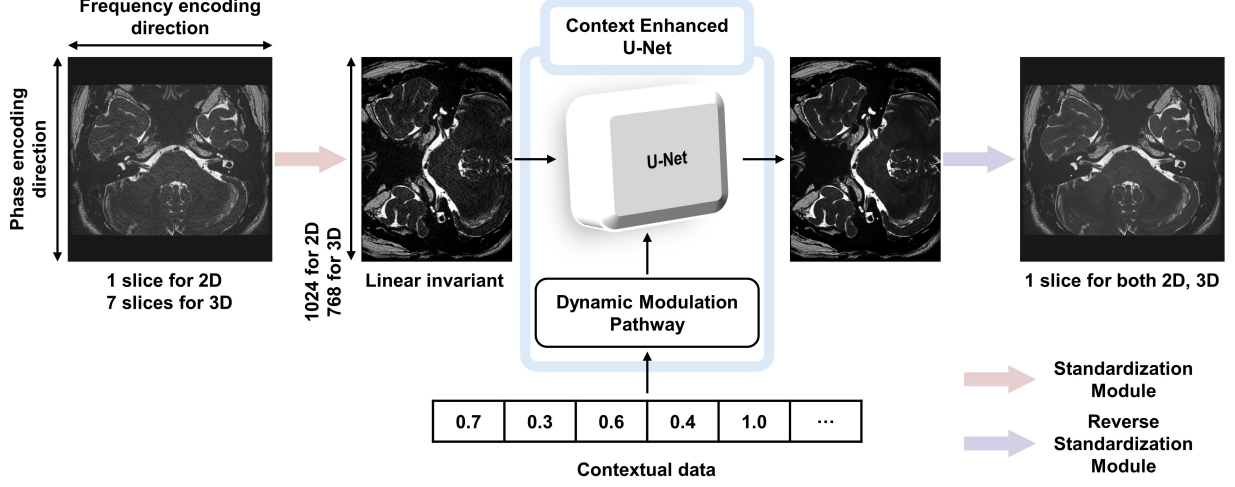 Frequency encoding
direction
Phase encoding
direction
1 slice for 2D
7 slices for 3D
1024 for 2D
768 for 3D
Linear invariant
Context Enhanced
U-Net
U-Net
Dynamic Modulation
Pathway
0.7 0.3 0.6 0.4 1.0 ...
Contextual data
1 slice for both 2D, 3D
Standardization
Module
Reverse
Standardization
Module